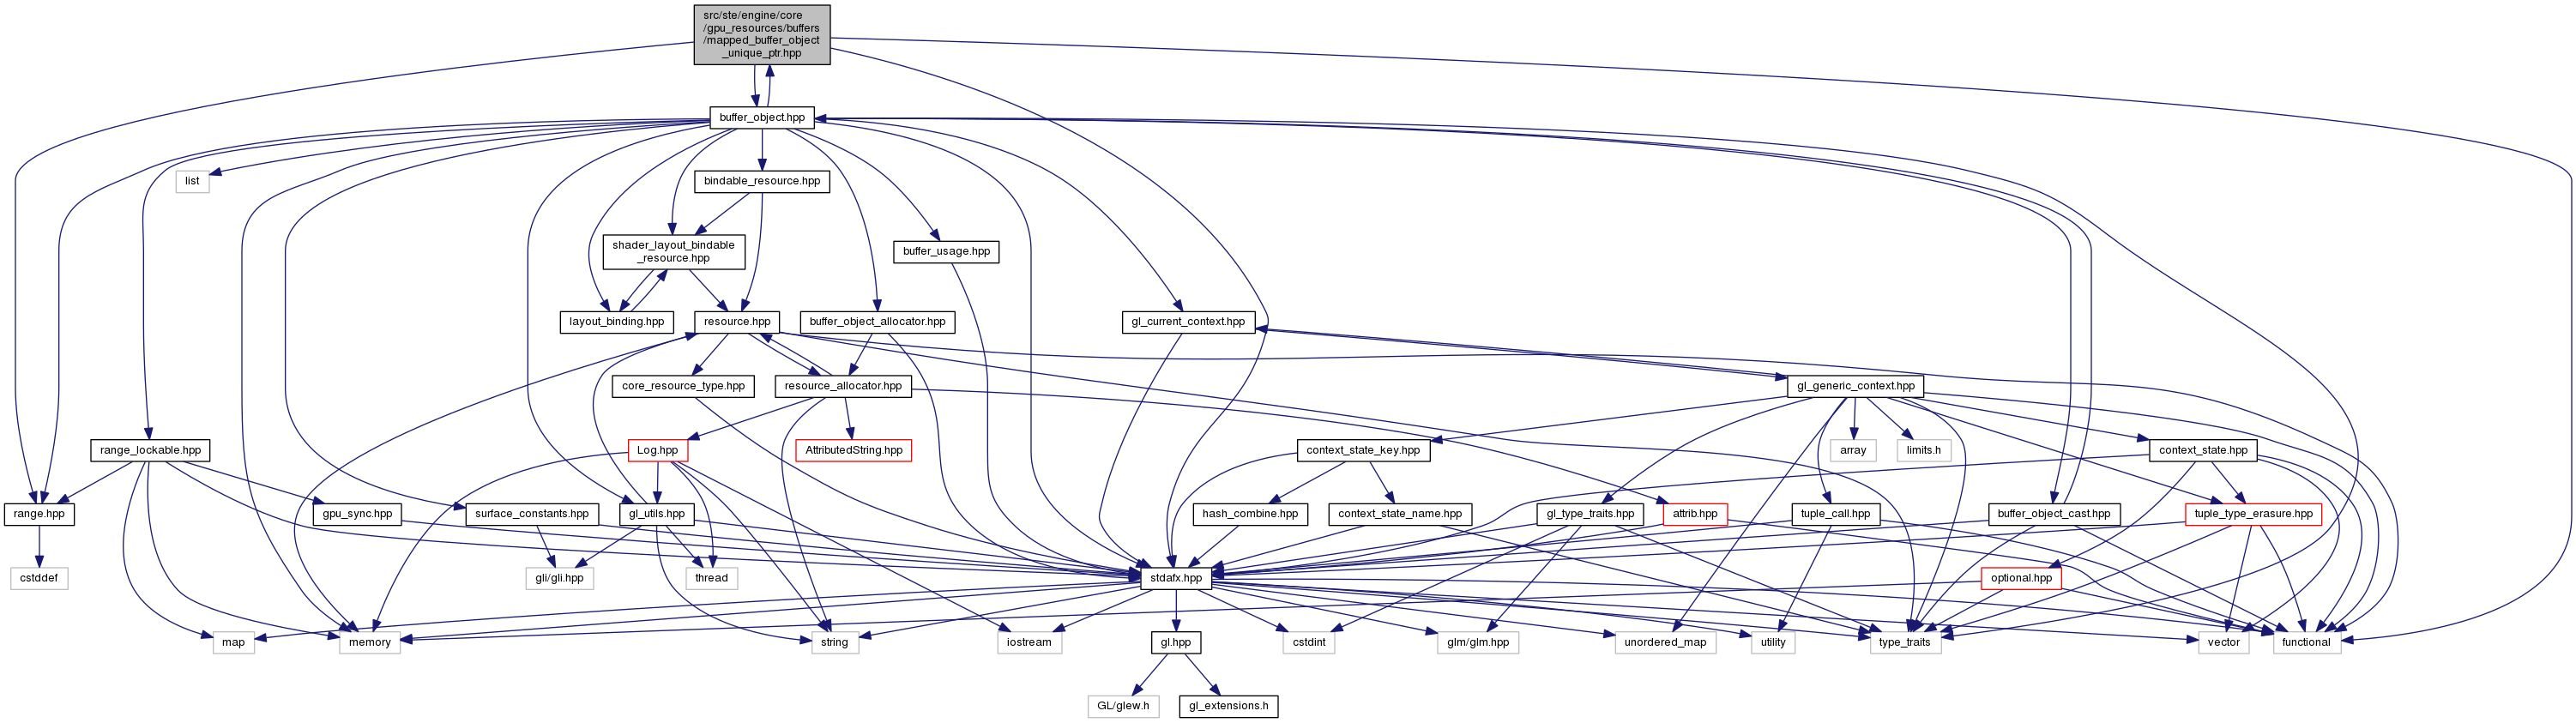 src/ste/engine/core
/gpu_resources/buffers
/mapped_buffer_object
_unique_ptr.hpp
buffer_object.hpp
list
bindable_resource.hpp
shader_layout_bindable
_resource.hpp
buffer_usage.hpp
layout_binding.hpp
resource.hpp
buffer_object_allocator.hpp
gl_current_context.hpp
core_resource_type.hpp
resource_allocator.hpp
gl_generic_context.hpp
range_lockable.hpp
Log.hpp
AttributedString.hpp
context_state_key.hpp
array
limits.h
context_state.hpp
range.hpp
gpu_sync.hpp
surface_constants.hpp
gl_utils.hpp
hash_combine.hpp
context_state_name.hpp
gl_type_traits.hpp
attrib.hpp
tuple_call.hpp
buffer_object_cast.hpp
tuple_type_erasure.hpp
cstddef
gli/gli.hpp
thread
stdafx.hpp
optional.hpp
map
memory
string
iostream
gl.hpp
cstdint
glm/glm.hpp
unordered_map
utility
type_traits
vector
functional
GL/glew.h
gl_extensions.h